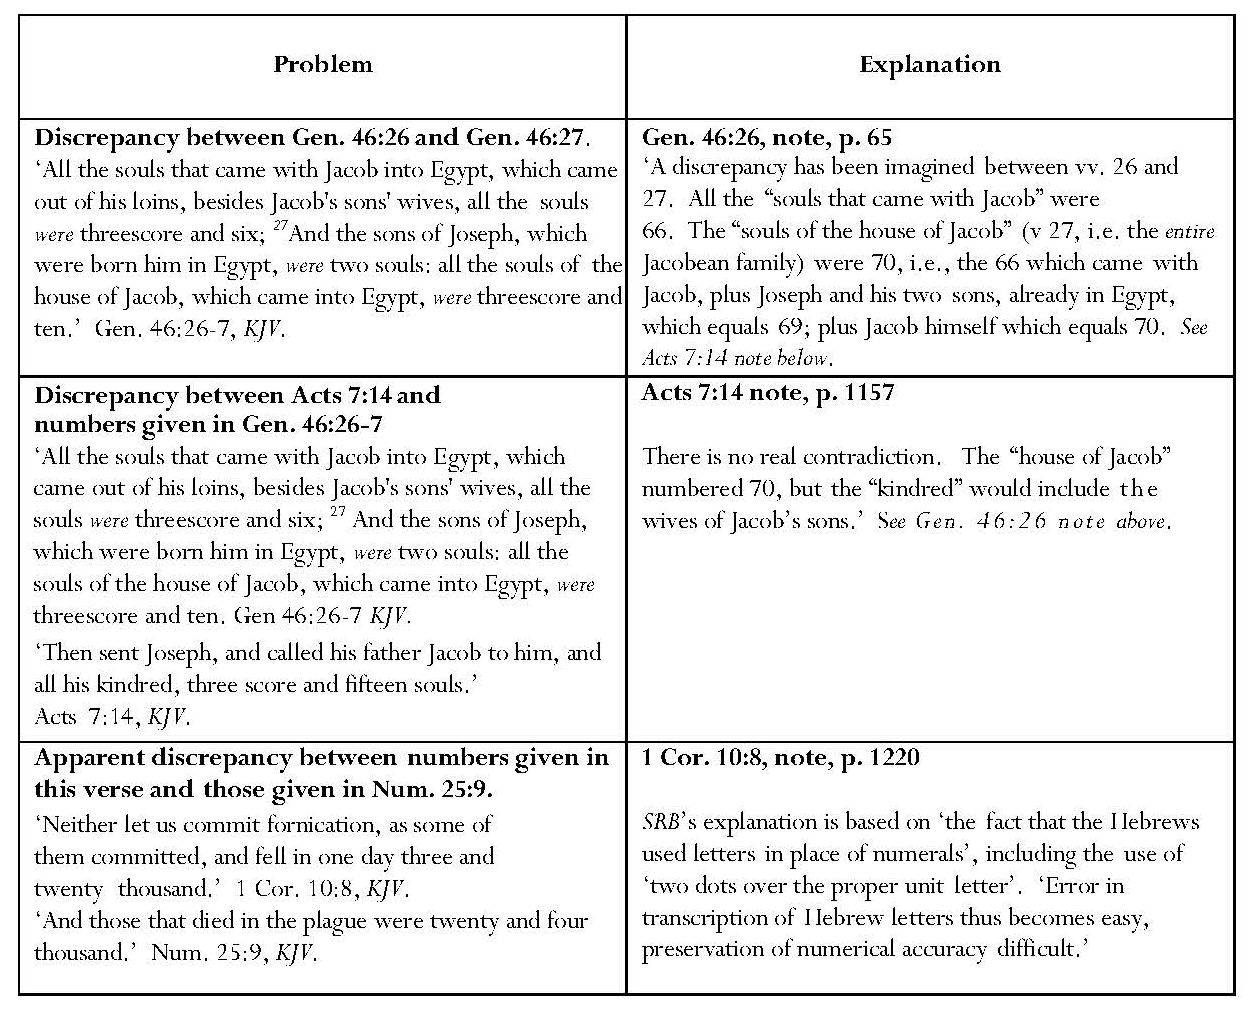 Problem
Explanation
Discrepancy between Gen. 46:26 and Gen. 46:27.
‘All the souls that came with Jacob into Egypt, which came
out of his loins, besides Jacob's sons' wives, all the souls
were threescore and six; 27And the sons of Joseph, which
were born him in Egypt, were two souls: all the souls of the
house of Jacob, which came into Egypt, were threescore and
ten.’ Gen. 46:26-7, KJV.
Gen. 46:26, note, p. 65
‘A discrepancy has been imagined between vv. 26 and
27. All the “souls that came with Jacob” were
66. The “souls of the house of Jacob” (v 27, i.e. the entire
Jacobean family) were 70, i.e., the 66 which came with
Jacob, plus Joseph and his two sons, already in Egypt,
which equals 69; plus Jacob himself which equals 70. See
Acts 7:14 note below.
Discrepancy between Acts 7:14 and
numbers given in Gen. 46:26-7
‘All the souls that came with Jacob into Egypt, which
came out of his loins, besides Jacob's sons' wives, all the
souls were threescore and six; 27 And the sons of Joseph,
which were born him in Egypt, were two souls: all the
souls of the house of Jacob, which came into Egypt, were
threescore and ten. Gen 46:26-7 KJV.
‘Then sent Joseph, and called his father Jacob to him, and
all his kindred, three score and fifteen souls.’
Acts 7:14, KJV.
Acts 7:14 note, p. 1157
There is no real contradiction. The “house of Jacob”
numbered 70, but the “kindred” would include the
wives of Jacob’s sons.’ See Gen. 46:26 note above.
Apparent discrepancy between numbers given in
this verse and those given in Num. 25:9.
‘Neither let us commit fornication, as some of
them committed, and fell in one day three and
twenty thousand.’ 1 Cor. 10:8, KJV.
‘And those that died in the plague were twenty and four
thousand.’ Num. 25:9, KJV.
1 Cor. 10:8, note, p. 1220
SRB’s explanation is based on ‘the fact that the Hebrews
used letters in place of numerals’, including the use of
‘two dots over the proper unit letter’. ‘Error in
transcription of Hebrew letters thus becomes easy,
preservation of numerical accuracy difficult.’